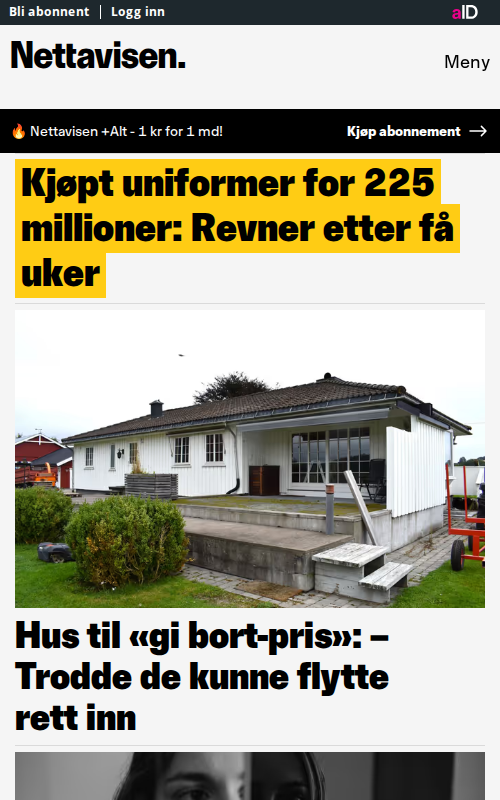 Bli abonnent | Logg inn
aID
Nettavisen.
Meny
🔥 Nettavisen +Alt - 1 kr for 1 md!
Kjøp abonnement →
Kjøpt uniformer for 225
millioner: Revner etter få
uker
Hus til «gi bort-pris»: –
Trodde de kunne flytte
rett inn